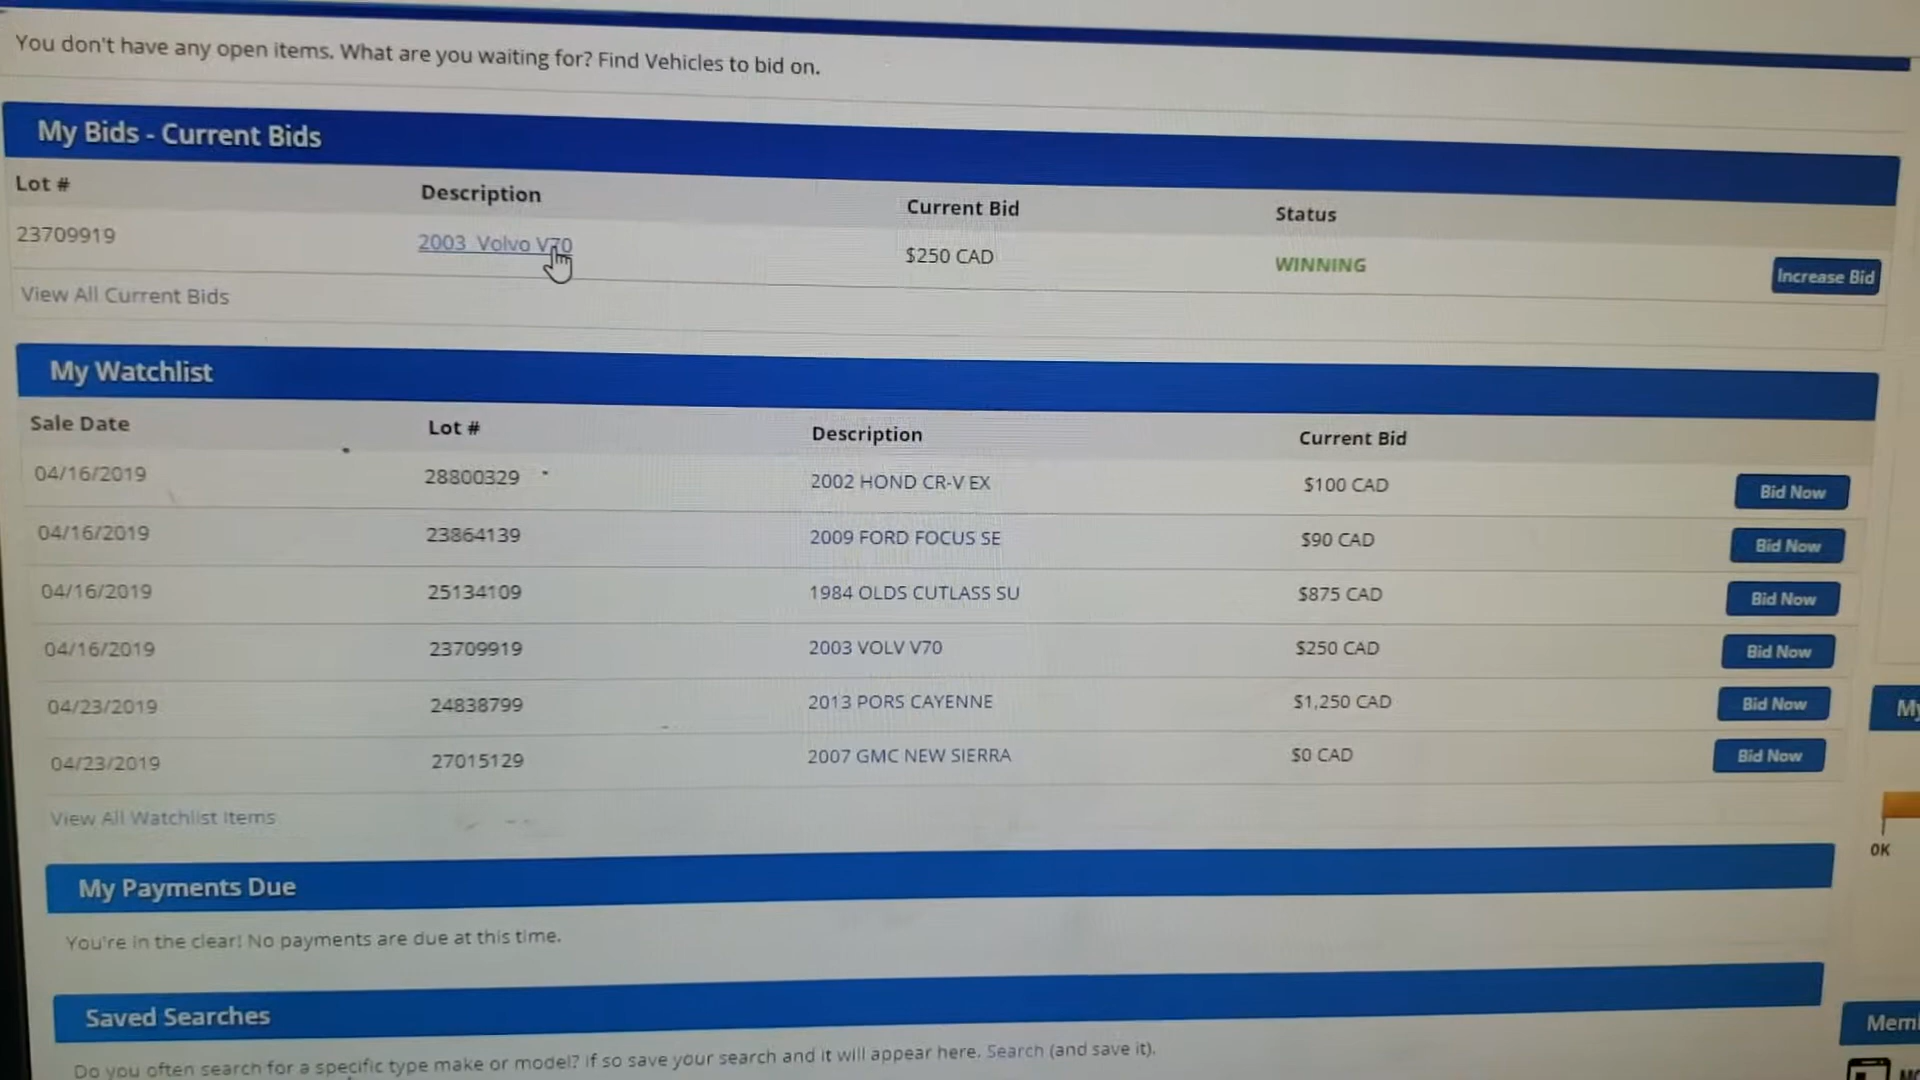 You don't have any open items. What are you waiting for? Find Vehicles to bid on.
My Bids - Current Bids
Lot # Description Current Bid Status
23709919 2003 Volvo V70 $250 CAD WINNING Increase Bid
View All Current Bids
My Watchlist
Sale Date Lot # Description Current Bid
04/16/2019 28800329 2002 HOND CR-V EX $100 CAD Bid Now
04/16/2019 23864139 2009 FORD FOCUS SE $90 CAD Bid Now
04/16/2019 25134109 1984 OLDS CUTLASS SU $875 CAD Bid Now
04/16/2019 23709919 2003 VOLV V70 $250 CAD Bid Now
04/23/2019 24838799 2013 PORS CAYENNE $1,250 CAD Bid Now
My
04/23/2019 27015129 2007 GMC NEW SIERRA $0 CAD Bid Now
View All Watchlist Items
0K
My Payments Due
You're in the clear! No payments are due at this time.
Saved Searches
Mem
Do you often search for a specific type make or model? If so save your search and it will appear here. Search (and save it).